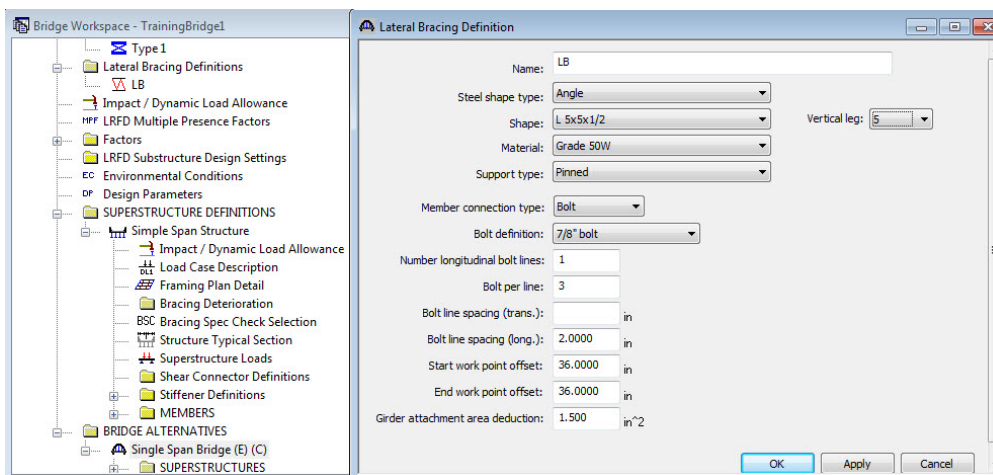 Bridge Workspace - TrainingBridge1
Type 1
Lateral Bracing Definitions
LB
Impact / Dynamic Load Allowance
MPF LRFD Multiple Presence Factors
Factors
LRFD Substructure Design Settings
EC Environmental Conditions
DP Design Parameters
SUPERSTRUCTURE DEFINITIONS
Simple Span Structure
Impact / Dynamic Load Allowance
DL1 Load Case Description
Framing Plan Detail
Bracing Deterioration
BSC Bracing Spec Check Selection
Structure Typical Section
Superstructure Loads
Shear Connector Definitions
Stiffener Definitions
MEMBERS
BRIDGE ALTERNATIVES
Single Span Bridge (E) (C)
SUPERSTRUCTURES
Lateral Bracing Definition
Name: LB
Steel shape type: Angle
Shape: L 5x5x1/2 Vertical leg: 5
Material: Grade 50W
Support type: Pinned
Member connection type: Bolt
Bolt definition: 7/8" bolt
Number longitudinal bolt lines: 1
Bolt per line: 3
Bolt line spacing (trans.): in
Bolt line spacing (long.): 2.0000 in
Start work point offset: 36.0000 in
End work point offset: 36.0000 in
Girder attachment area deduction: 1.500 in^2
OK Apply Cancel